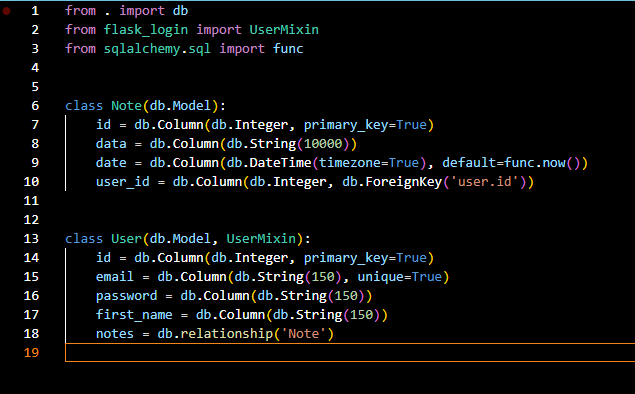 1 from . import db
2 from flask_login import UserMixin
3 from sqlalchemy.sql import func
4
5
6 class Note(db.Model):
7     id = db.Column(db.Integer, primary_key=True)
8     data = db.Column(db.String(10000))
9     date = db.Column(db.DateTime(timezone=True), default=func.now())
10     user_id = db.Column(db.Integer, db.ForeignKey('user.id'))
11
12
13 class User(db.Model, UserMixin):
14     id = db.Column(db.Integer, primary_key=True)
15     email = db.Column(db.String(150), unique=True)
16     password = db.Column(db.String(150))
17     first_name = db.Column(db.String(150))
18     notes = db.relationship('Note')
19